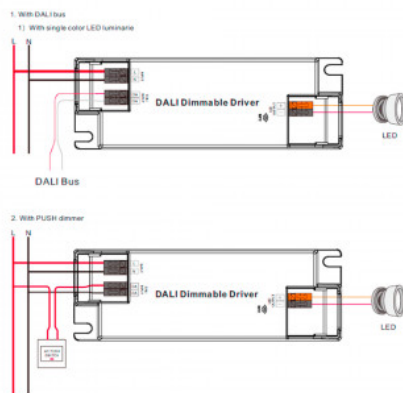 1. With DALI bus
1) With single color LED luminaire
L N
DALI Dimmable Driver
LED
DALI Bus
2. With PUSH dimmer
L N
DALI Dimmable Driver
LED